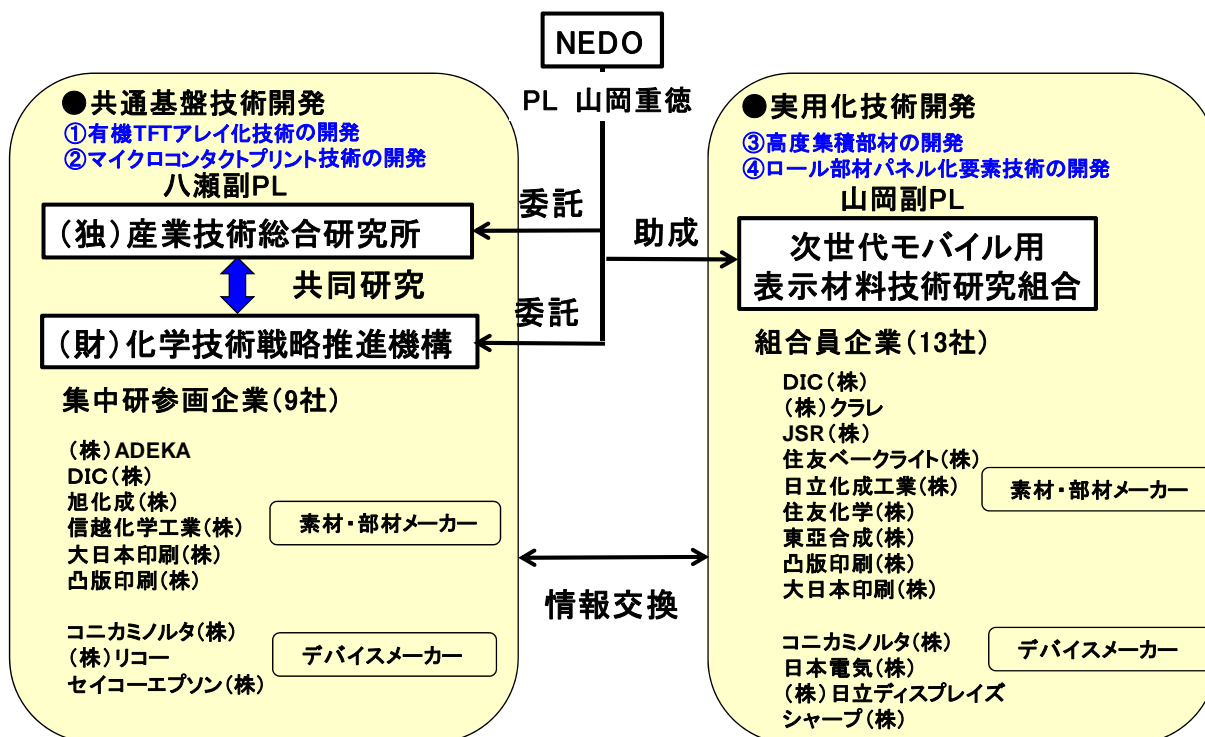 NEDO
PL 山岡重徳
●共通基盤技術開発
①有機TFTアレイ化技術の開発
②マイクロコンタクトプリント技術の開発
八瀬副PL
(独)産業技術総合研究所
共同研究
(財)化学技術戦略推進機構
集中研参画企業(9社)
(株)ADEKA
DIC(株)
旭化成(株)
信越化学工業(株)
大日本印刷(株)
凸版印刷(株)
素材・部材メーカー
コニカミノルタ(株)
(株)リコー
セイコーエプソン(株)
デバイスメーカー
委託
助成
委託
情報交換
●実用化技術開発
③高度集積部材の開発
④ロール部材パネル化要素技術の開発
山岡副PL
次世代モバイル用
表示材料技術研究組合
組合員企業(13社)
DIC(株)
(株)クラレ
JSR(株)
住友ベークライト(株)
日立化成工業(株)
住友化学(株)
東亞合成(株)
凸版印刷(株)
大日本印刷(株)
素材・部材メーカー
コニカミノルタ(株)
日本電気(株)
(株)日立ディスプレイズ
シャープ(株)
デバイスメーカー